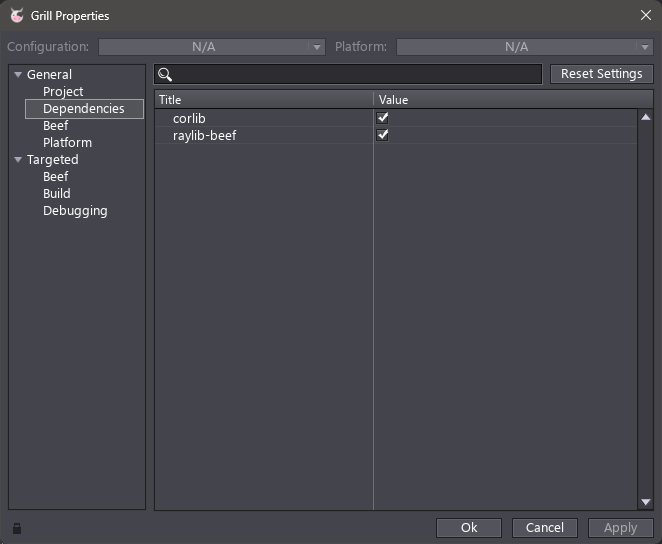 Grill Properties
Configuration: N/A Platform: N/A
General
Project
Dependencies
Beef
Platform
Targeted
Beef
Build
Debugging
Reset Settings
Title Value
corlib
raylib-beef
Ok Cancel Apply